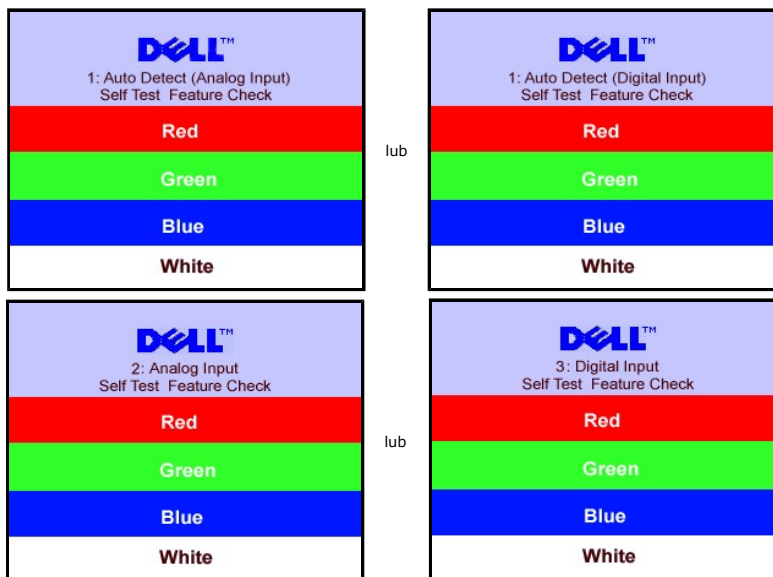 DELL™
1: Auto Detect (Analog Input)
Self Test Feature Check
Red
Green
Blue
White
lub
DELL™
1: Auto Detect (Digital Input)
Self Test Feature Check
Red
Green
Blue
White
DELL™
2: Analog Input
Self Test Feature Check
Red
Green
Blue
White
lub
DELL™
3: Digital Input
Self Test Feature Check
Red
Green
Blue
White